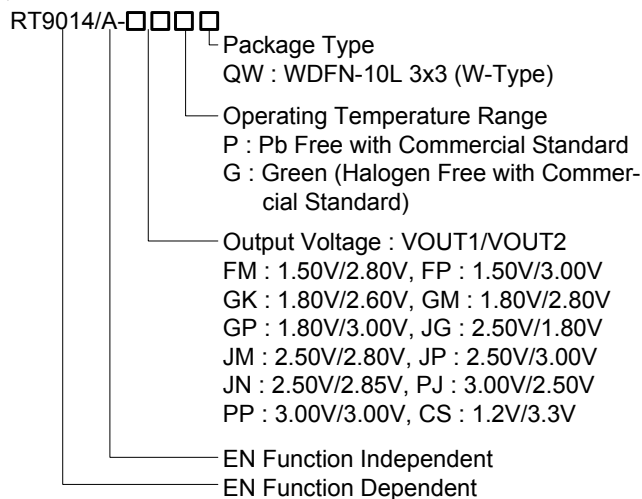 RT9014/A-□□□□
Package Type
QW : WDFN-10L 3x3 (W-Type)
Operating Temperature Range
P : Pb Free with Commercial Standard
G : Green (Halogen Free with Commer-
cial Standard)
Output Voltage : VOUT1/VOUT2
FM : 1.50V/2.80V, FP : 1.50V/3.00V
GK : 1.80V/2.60V, GM : 1.80V/2.80V
GP : 1.80V/3.00V, JG : 2.50V/1.80V
JM : 2.50V/2.80V, JP : 2.50V/3.00V
JN : 2.50V/2.85V, PJ : 3.00V/2.50V
PP : 3.00V/3.00V, CS : 1.2V/3.3V
EN Function Independent
EN Function Dependent